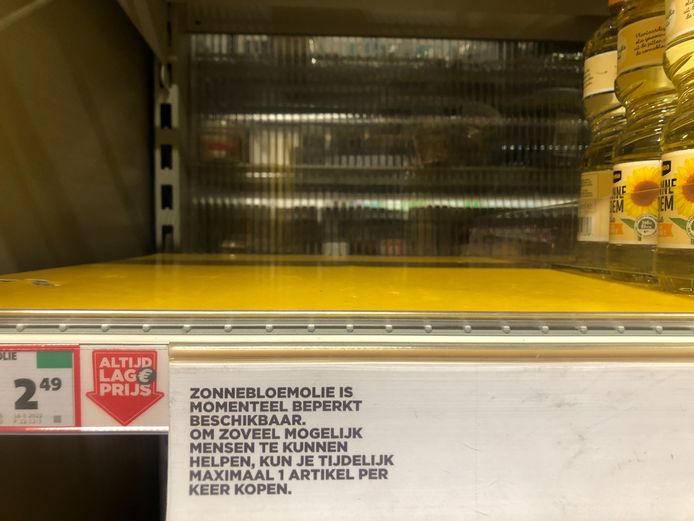 OLIE
2 49
ALTIJD
LAGE
PRIJS
ZONNEBLOEMOLIE IS
MOMENTEEL BEPERKT
BESCHIKBAAR.
OM ZOVEEL MOGELIJK
MENSEN TE KUNNEN
HELPEN, KUN JE TIJDELIJK
MAXIMAAL 1 ARTIKEL PER
KEER KOPEN.